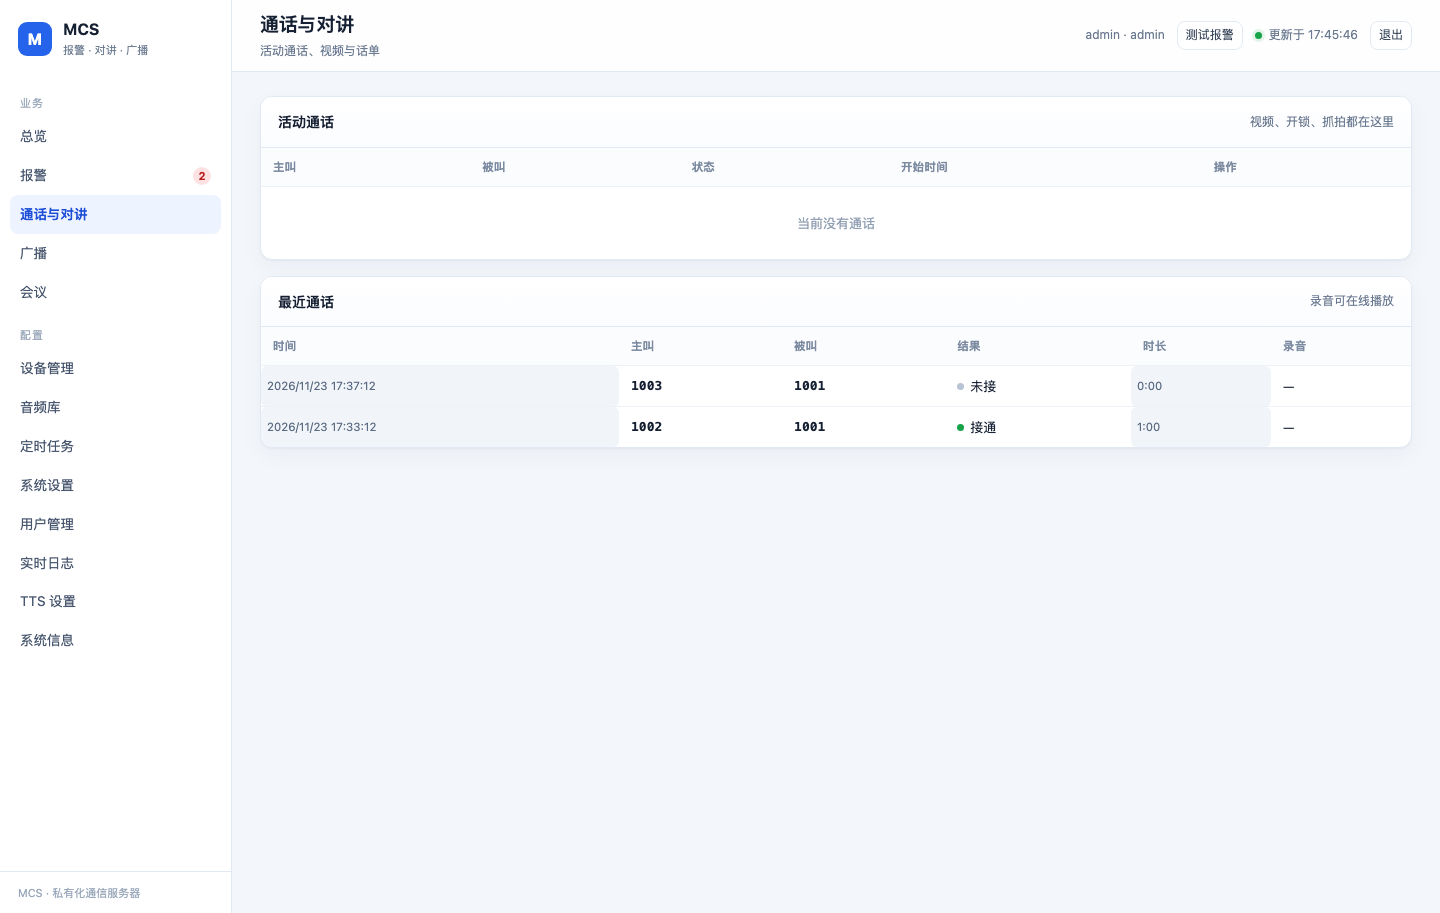 M
MCS
报警 · 对讲 · 广播
业务
总览
报警 2
通话与对讲
广播
会议
配置
设备管理
音频库
定时任务
系统设置
用户管理
实时日志
TTS 设置
系统信息
MCS · 私有化通信服务器
通话与对讲
活动通话、视频与话单
admin · admin 测试报警 更新于 17:45:46 退出
活动通话 视频、开锁、抓拍都在这里
主叫 被叫 状态 开始时间 操作
当前没有通话
最近通话 录音可在线播放
时间 主叫 被叫 结果 时长 录音
2026/11/23 17:37:12 1003 1001 未接 0:00 —
2026/11/23 17:33:12 1002 1001 接通 1:00 —